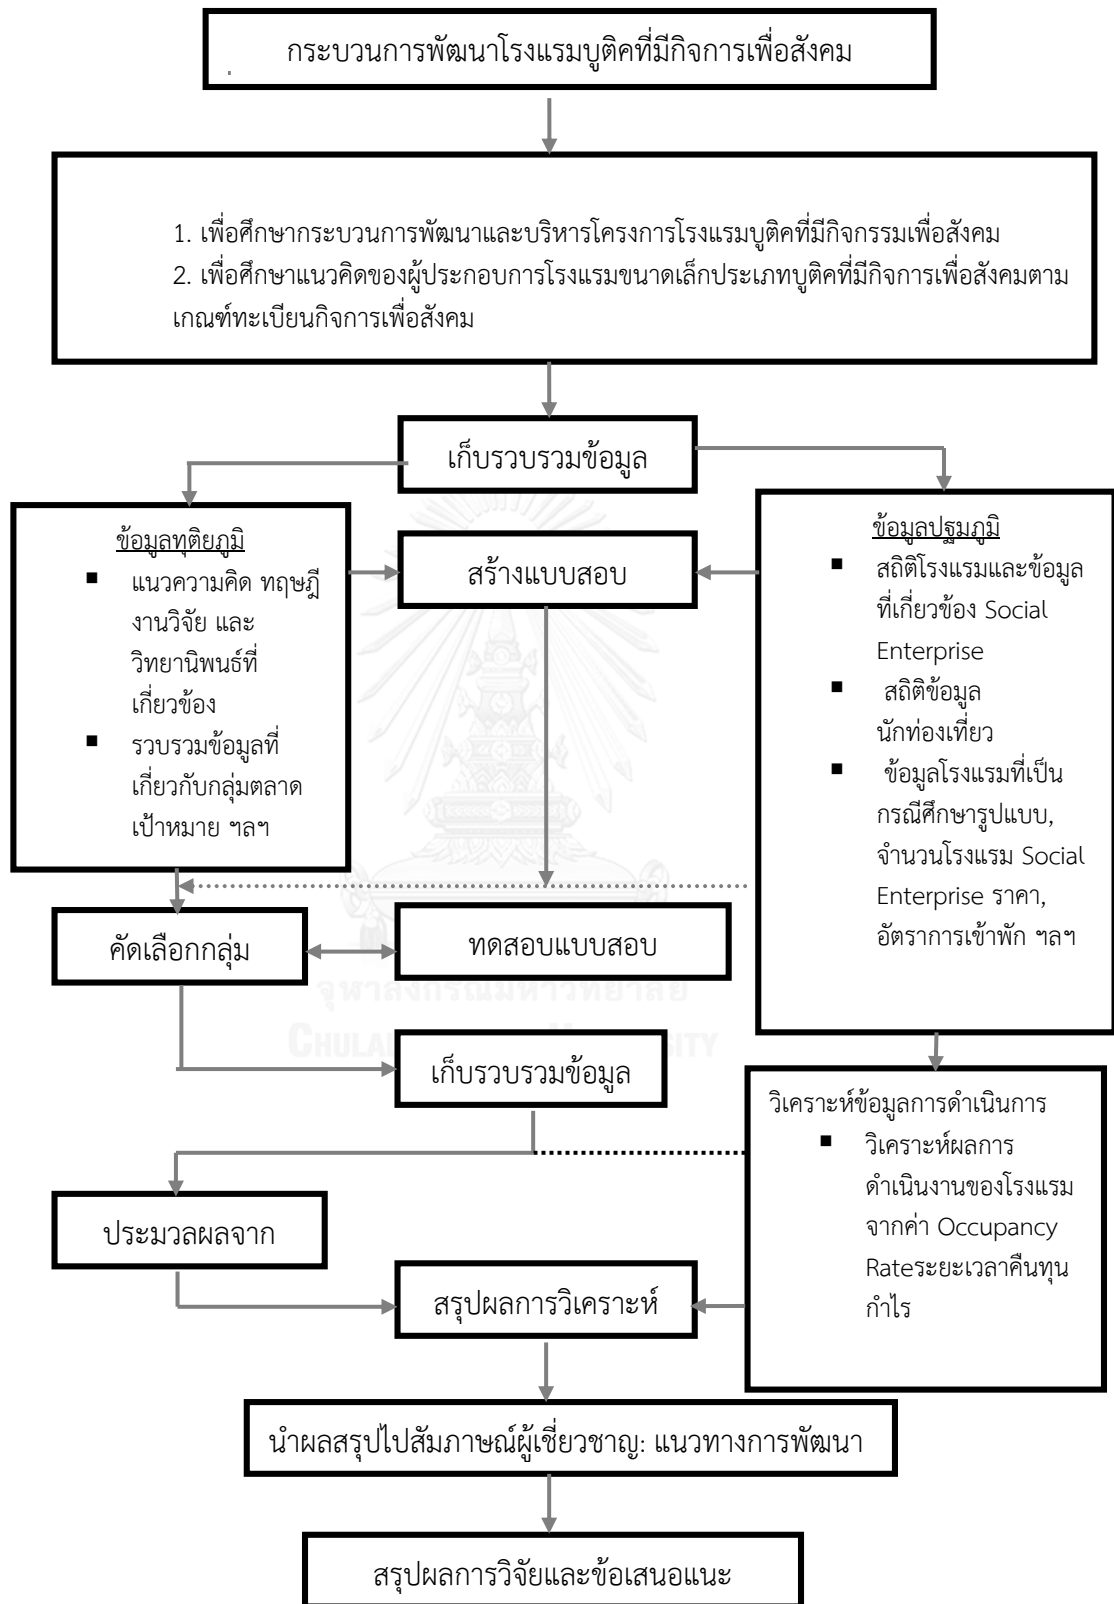 กระบวนการพัฒนาโรงแรมบูติคที่มีกิจการเพื่อสังคม
1. เพื่อศึกษากระบวนการพัฒนาและบริหารโครงการโรงแรมบูติคที่มีกิจกรรมเพื่อสังคม
2. เพื่อศึกษาแนวคิดของผู้ประกอบการโรงแรมขนาดเล็กประเภทบูติคที่มีกิจการเพื่อสังคมตาม
เกณฑ์ทะเบียนกิจการเพื่อสังคม
เก็บรวบรวมข้อมูล
ข้อมูลทุติยภูมิ
■ แนวความคิด ทฤษฎี
งานวิจัย และ
วิทยานิพนธ์ที่
เกี่ยวข้อง
■ รวบรวมข้อมูลที่
เกี่ยวกับกลุ่มตลาด
เป้าหมาย ฯลฯ
สร้างแบบสอบ
ข้อมูลปฐมภูมิ
■ สถิติโรงแรมและข้อมูล
ที่เกี่ยวข้อง Social
Enterprise
■ สถิติข้อมูล
นักท่องเที่ยว
■ ข้อมูลโรงแรมที่เป็น
กรณีศึกษารูปแบบ,
จำนวนโรงแรม Social
Enterprise ราคา,
อัตราการเข้าพัก ฯลฯ
คัดเลือกกลุ่ม
ทดสอบแบบสอบ
จุฬาลงกรณ์มหาวิทยาลัย
เก็บรวบรวมข้อมูล
วิเคราะห์ข้อมูลการดำเนินการ
■ วิเคราะห์ผลการ
ดำเนินงานของโรงแรม
จากค่า Occupancy
Rateระยะเวลาคืนทุน
กำไร
ประมวลผลจาก
สรุปผลการวิเคราะห์
นำผลสรุปไปสัมภาษณ์ผู้เชี่ยวชาญ: แนวทางการพัฒนา
สรุปผลการวิจัยและข้อเสนอแนะ